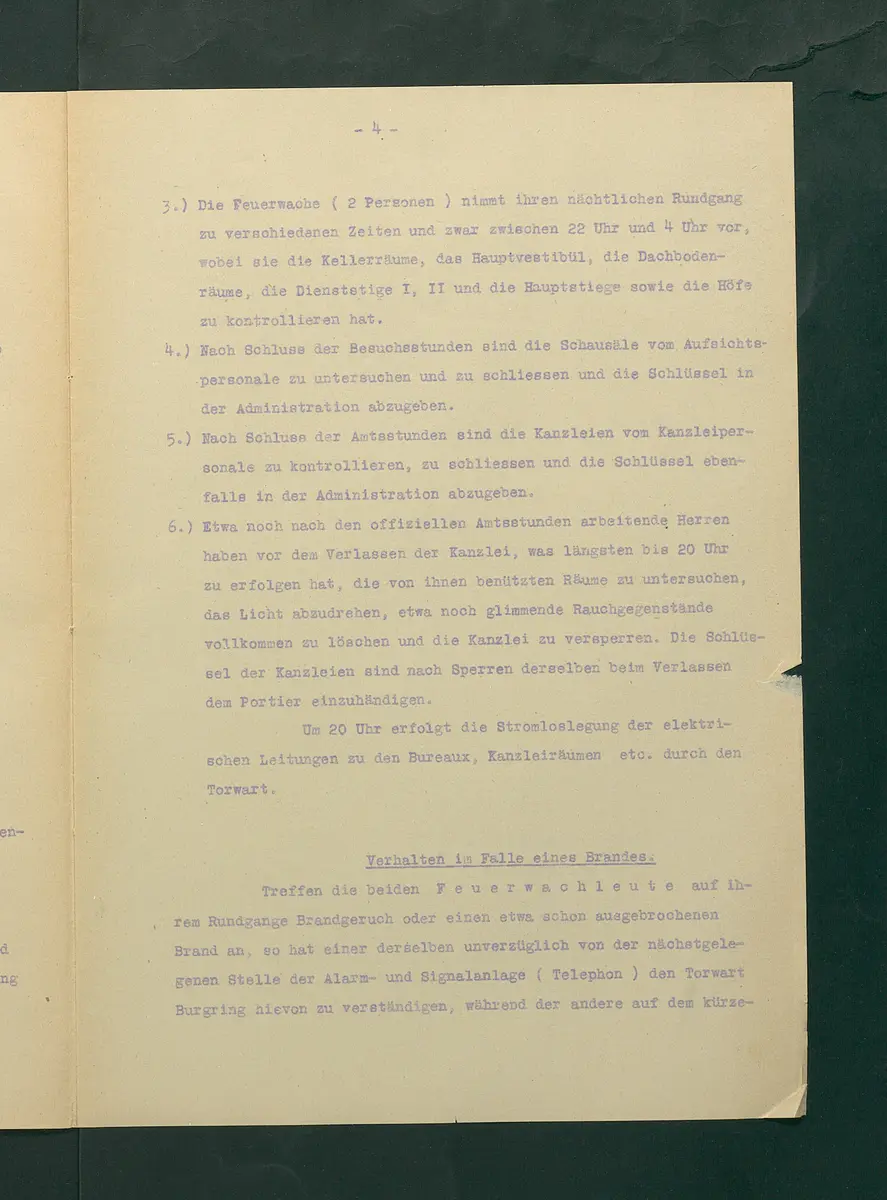 - 4 -
3.) Die Feuerwache ( 2 Personen ) nimmt ihren nächtlichen Rundgang
zu verschiedenen Zeiten und zwar zwischen 22 Uhr und 4 Uhr vor,
wobei sie die Kellerräume, das Hauptvestibül, die Dachboden-
räume, die Dienststige I, II und die Hauptstiege sowie die Höfe
zu kontrollieren hat.
4.) Nach Schluss der Besuchsstunden sind die Schausäle vom Aufsichts-
personale zu untersuchen und zu schliessen und die Schlüssel in
der Administration abzugeben.
5.) Nach Schluss der Amtsstunden sind die Kanzleien vom Kanzleiper-
sonale zu kontrollieren, zu schliessen und die Schlüssel eben-
falls in der Administration abzugeben.
6.) Etwa noch nach den offiziellen Amtsstunden arbeitende Herren
haben vor dem Verlassen der Kanzlei, was längsten bis 20 Uhr
zu erfolgen hat, die von ihnen benützten Räume zu untersuchen,
das Licht abzudrehen, etwa noch glimmende Rauchgegenstände
vollkommen zu löschen und die Kanzlei zu versperren. Die Schlüs-
sel der Kanzleien sind nach Sperren derselben beim Verlassen
dem Portier einzuhändigen.
Um 20 Uhr erfolgt die Stromloslegung der elektri-
schen Leitungen zu den Bureaux, Kanzleiräumen etc. durch den
Torwart.
Verhalten im Falle eines Brandes.
Treffen die beiden F e u e r w a c h l e u t e auf ih-
rem Rundgange Brandgeruch oder einen etwa schon ausgebrochenen
Brand an, so hat einer derselben unverzüglich von der nächstgele-
genen Stelle der Alarm- und Signalanlage ( Telephon ) den Torwart
Burgring hievon zu verständigen, während der andere auf dem kürze-
en-
d
ng